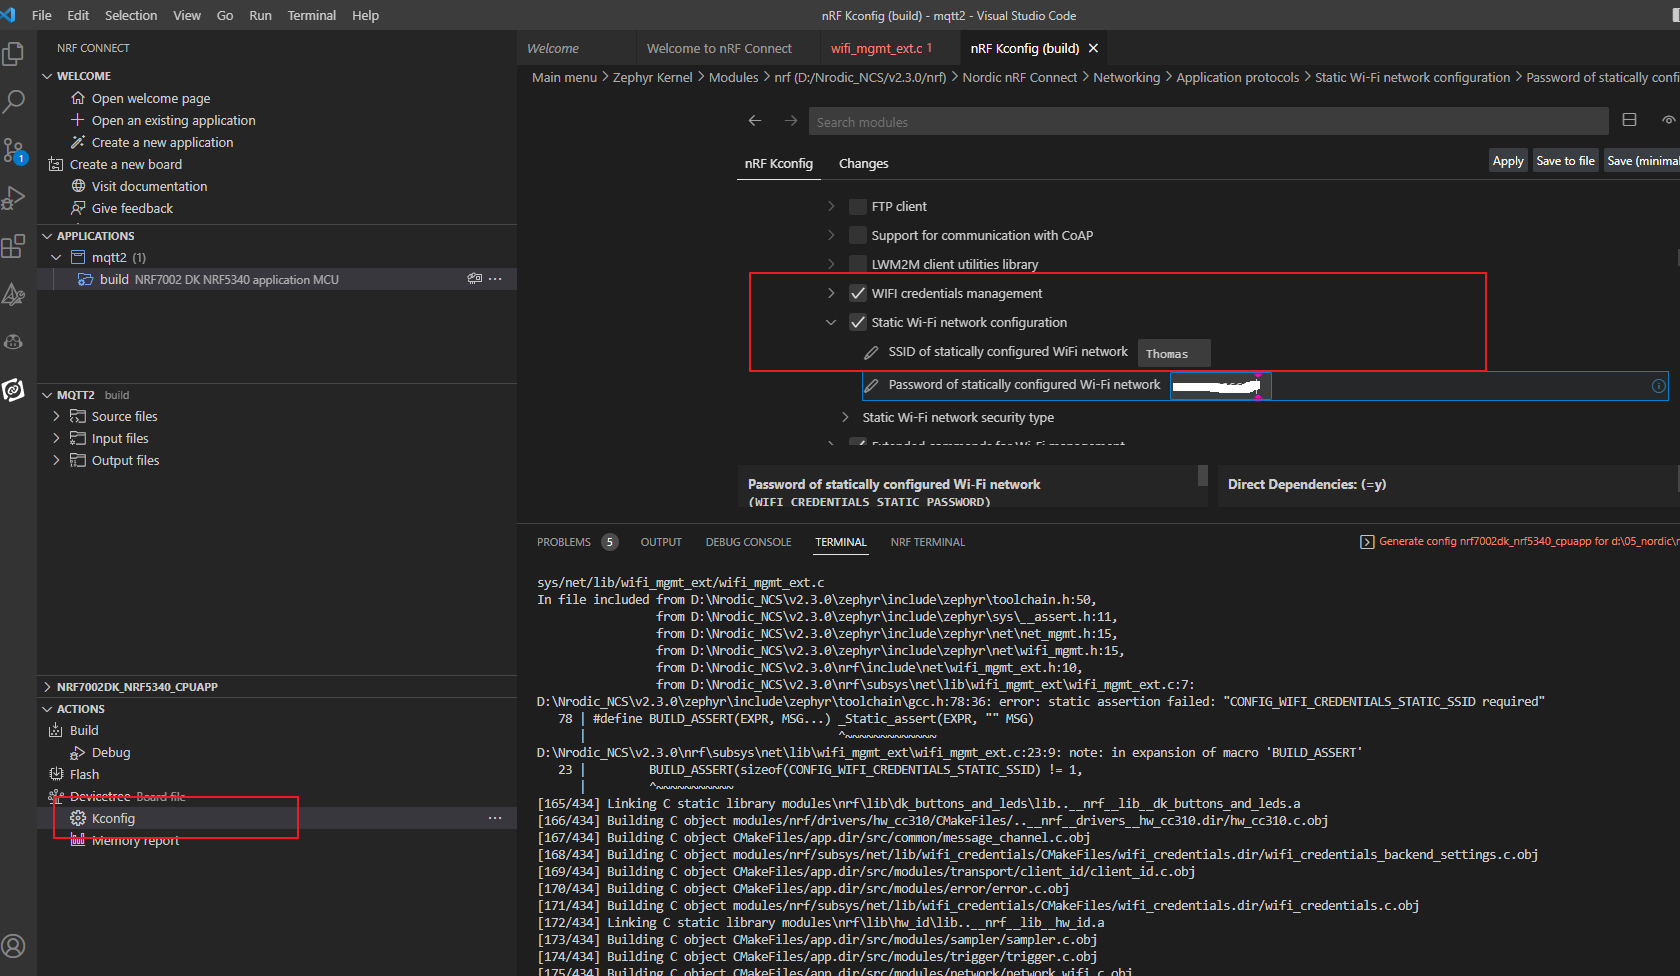 File Edit Selection View Go Run Terminal Help
nRF Kconfig (build) - mqtt2 - Visual Studio Code
NRF CONNECT
WELCOME
Open welcome page
Open an existing application
Create a new application
Create a new board
Visit documentation
Give feedback
1
APPLICATIONS
mqtt2 (1)
build NRF7002 DK NRF5340 application MCU
MQTT2 build
Source files
Input files
Output files
NRF7002DK_NRF5340_CPUAPP
ACTIONS
Build
Debug
Flash
Devicetree Board file
Kconfig
Memory report
Welcome
Welcome to nRF Connect
wifi_mgmt_ext.c 1
nRF Kconfig (build)
Main menu > Zephyr Kernel > Modules > nrf (D:/Nrodic_NCS/v2.3.0/nrf) > Nordic nRF Connect > Networking > Application protocols > Static Wi-Fi network configuration > Password of statically confi
Search modules
nRF Kconfig Changes
Apply Save to file Save (minimal
FTP client
Support for communication with CoAP
LWM2M client utilities library
WIFI credentials management
Static Wi-Fi network configuration
SSID of statically configured WiFi network Thomas
Password of statically configured Wi-Fi network
Static Wi-Fi network security type
Extended commands for Wi-Fi management
Password of statically configured Wi-Fi network
(WIFI_CREDENTIALS_STATIC_PASSWORD)
Direct Dependencies: (=y)
PROBLEMS 5 OUTPUT DEBUG CONSOLE TERMINAL NRF TERMINAL
Generate config nrf7002dk_nrf5340_cpuapp for d:\05_nordic\n
sys/net/lib/wifi_mgmt_ext/wifi_mgmt_ext.c
In file included from D:\Nrodic_NCS\v2.3.0\zephyr\include\zephyr\toolchain.h:50,
from D:\Nrodic_NCS\v2.3.0\zephyr\include\zephyr\sys\__assert.h:11,
from D:\Nrodic_NCS\v2.3.0\zephyr\include\zephyr\net\net_mgmt.h:15,
from D:\Nrodic_NCS\v2.3.0\zephyr\include\zephyr\net\wifi_mgmt.h:15,
from D:\Nrodic_NCS\v2.3.0\nrf\include\net\wifi_mgmt_ext.h:10,
from D:\Nrodic_NCS\v2.3.0\nrf\subsys\net\lib\wifi_mgmt_ext\wifi_mgmt_ext.c:7:
D:\Nrodic_NCS\v2.3.0\zephyr\include\zephyr\toolchain\gcc.h:78:36: error: static assertion failed: "CONFIG_WIFI_CREDENTIALS_STATIC_SSID required"
78 | #define BUILD_ASSERT(EXPR, MSG...) _Static_assert(EXPR, "" MSG)
| ^~~~~~~~~~~~~~
D:\Nrodic_NCS\v2.3.0\nrf\subsys\net\lib\wifi_mgmt_ext\wifi_mgmt_ext.c:23:9: note: in expansion of macro 'BUILD_ASSERT'
23 | BUILD_ASSERT(sizeof(CONFIG_WIFI_CREDENTIALS_STATIC_SSID) != 1,
| ^~~~~~~~~~~~
[165/434] Linking C static library modules\nrf\lib\dk_buttons_and_leds\lib..__nrf__lib__dk_buttons_and_leds.a
[166/434] Building C object modules/nrf/drivers/hw_cc310/CMakeFiles/..__nrf__drivers__hw_cc310.dir/hw_cc310.c.obj
[167/434] Building C object CMakeFiles/app.dir/src/common/message_channel.c.obj
[168/434] Building C object modules/nrf/subsys/net/lib/wifi_credentials/CMakeFiles/wifi_credentials.dir/wifi_credentials_backend_settings.c.obj
[169/434] Building C object CMakeFiles/app.dir/src/modules/transport/client_id/client_id.c.obj
[170/434] Building C object CMakeFiles/app.dir/src/modules/error/error.c.obj
[171/434] Building C object modules/nrf/subsys/net/lib/wifi_credentials/CMakeFiles/wifi_credentials.dir/wifi_credentials.c.obj
[172/434] Linking C static library modules\nrf\lib\hw_id\lib..__nrf__lib__hw_id.a
[173/434] Building C object CMakeFiles/app.dir/src/modules/sampler/sampler.c.obj
[174/434] Building C object CMakeFiles/app.dir/src/modules/trigger/trigger.c.obj
[175/434] Building C object CMakeFiles/app.dir/src/modules/network/network_wifi.c.obj